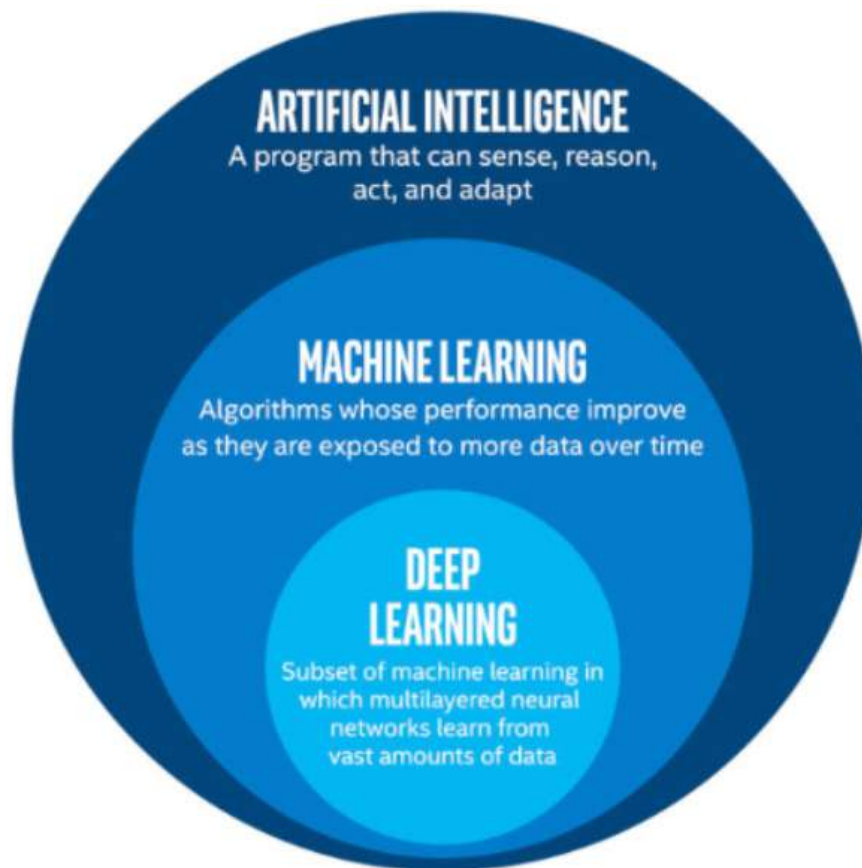 ARTIFICIAL INTELLIGENCE
A program that can sense, reason,
act, and adapt
MACHINE LEARNING
Algorithms whose performance improve
as they are exposed to more data over time
DEEP
LEARNING
Subset of machine learning in
which multilayered neural
networks learn from
vast amounts of data